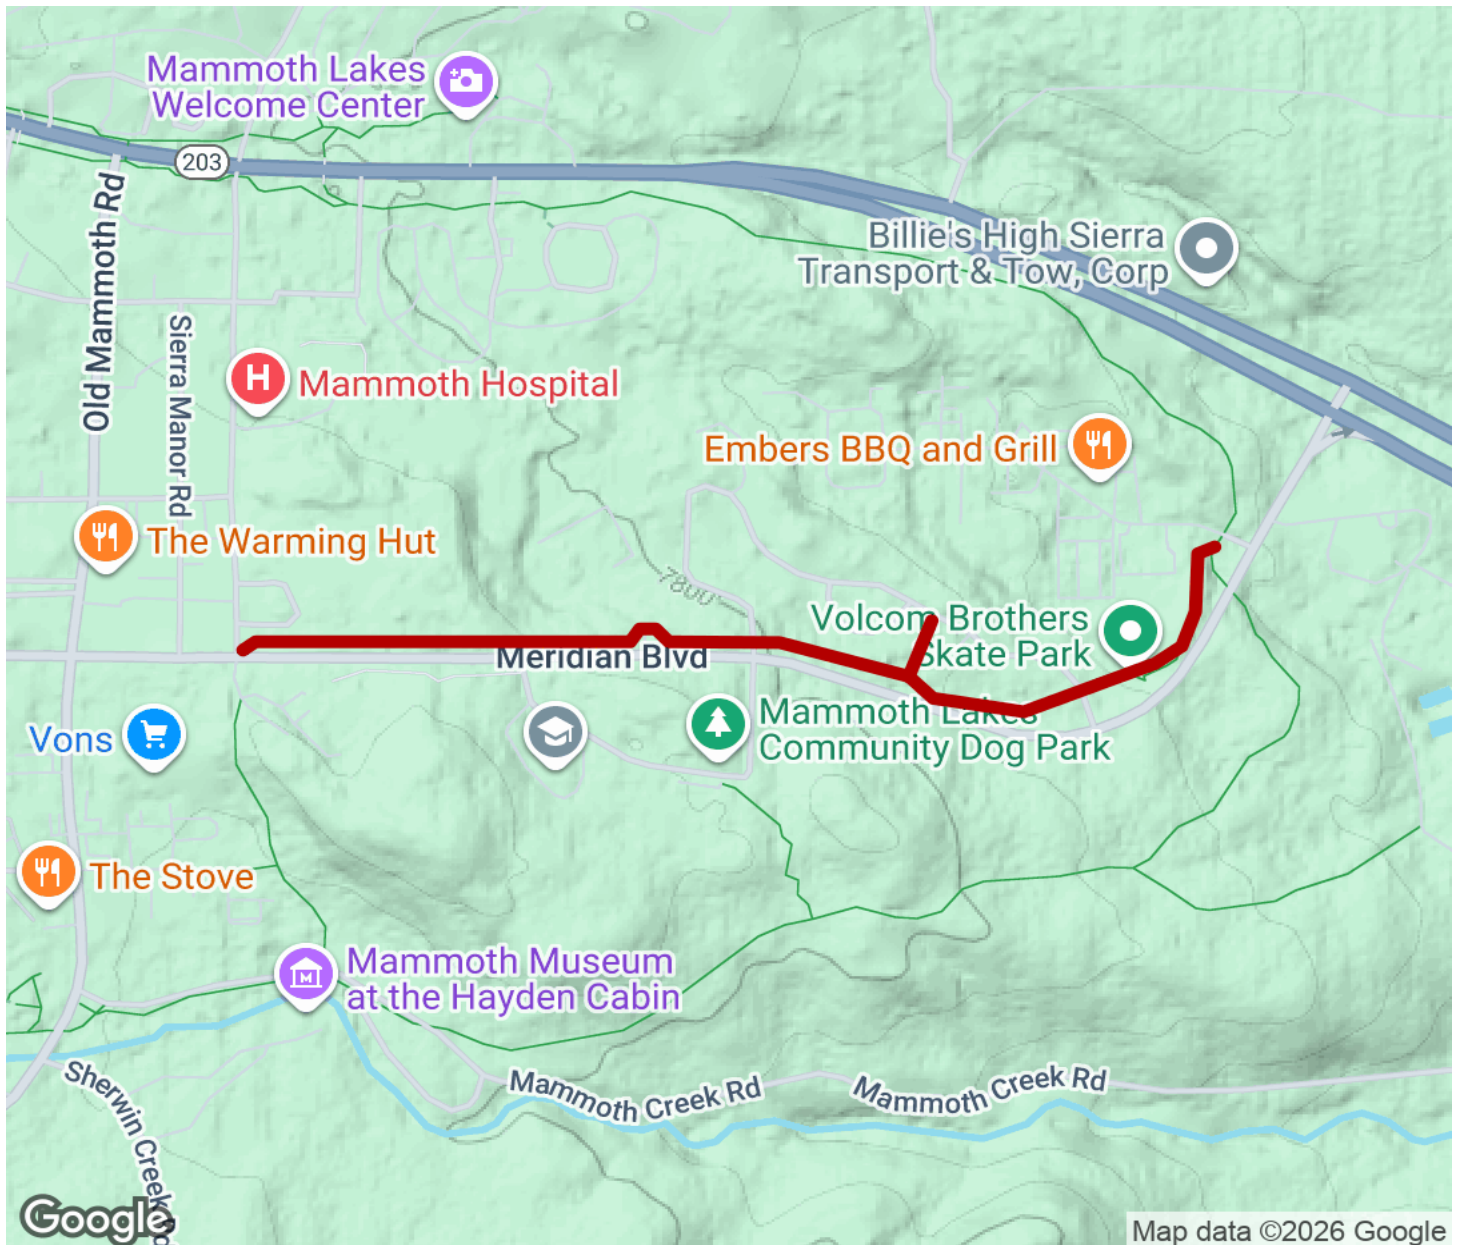 Mammoth Lakes
Welcome Center
203
Old Mammoth Rd
Billie's High Sierra
Transport & Tow, Corp
Sierra Manor Rd
H
Mammoth Hospital
Embers BBQ and Grill
The Warming Hut
7800'
Volcom Brothers
Skate Park
Meridian Blvd
Mammoth Lakes
Community Dog Park
Vons
The Stove
Mammoth Museum
at the Hayden Cabin
M
Mammoth Creek Rd
Mammoth Creek Rd
Sherwin Creek Rd
Google
Map data ©2026 Google